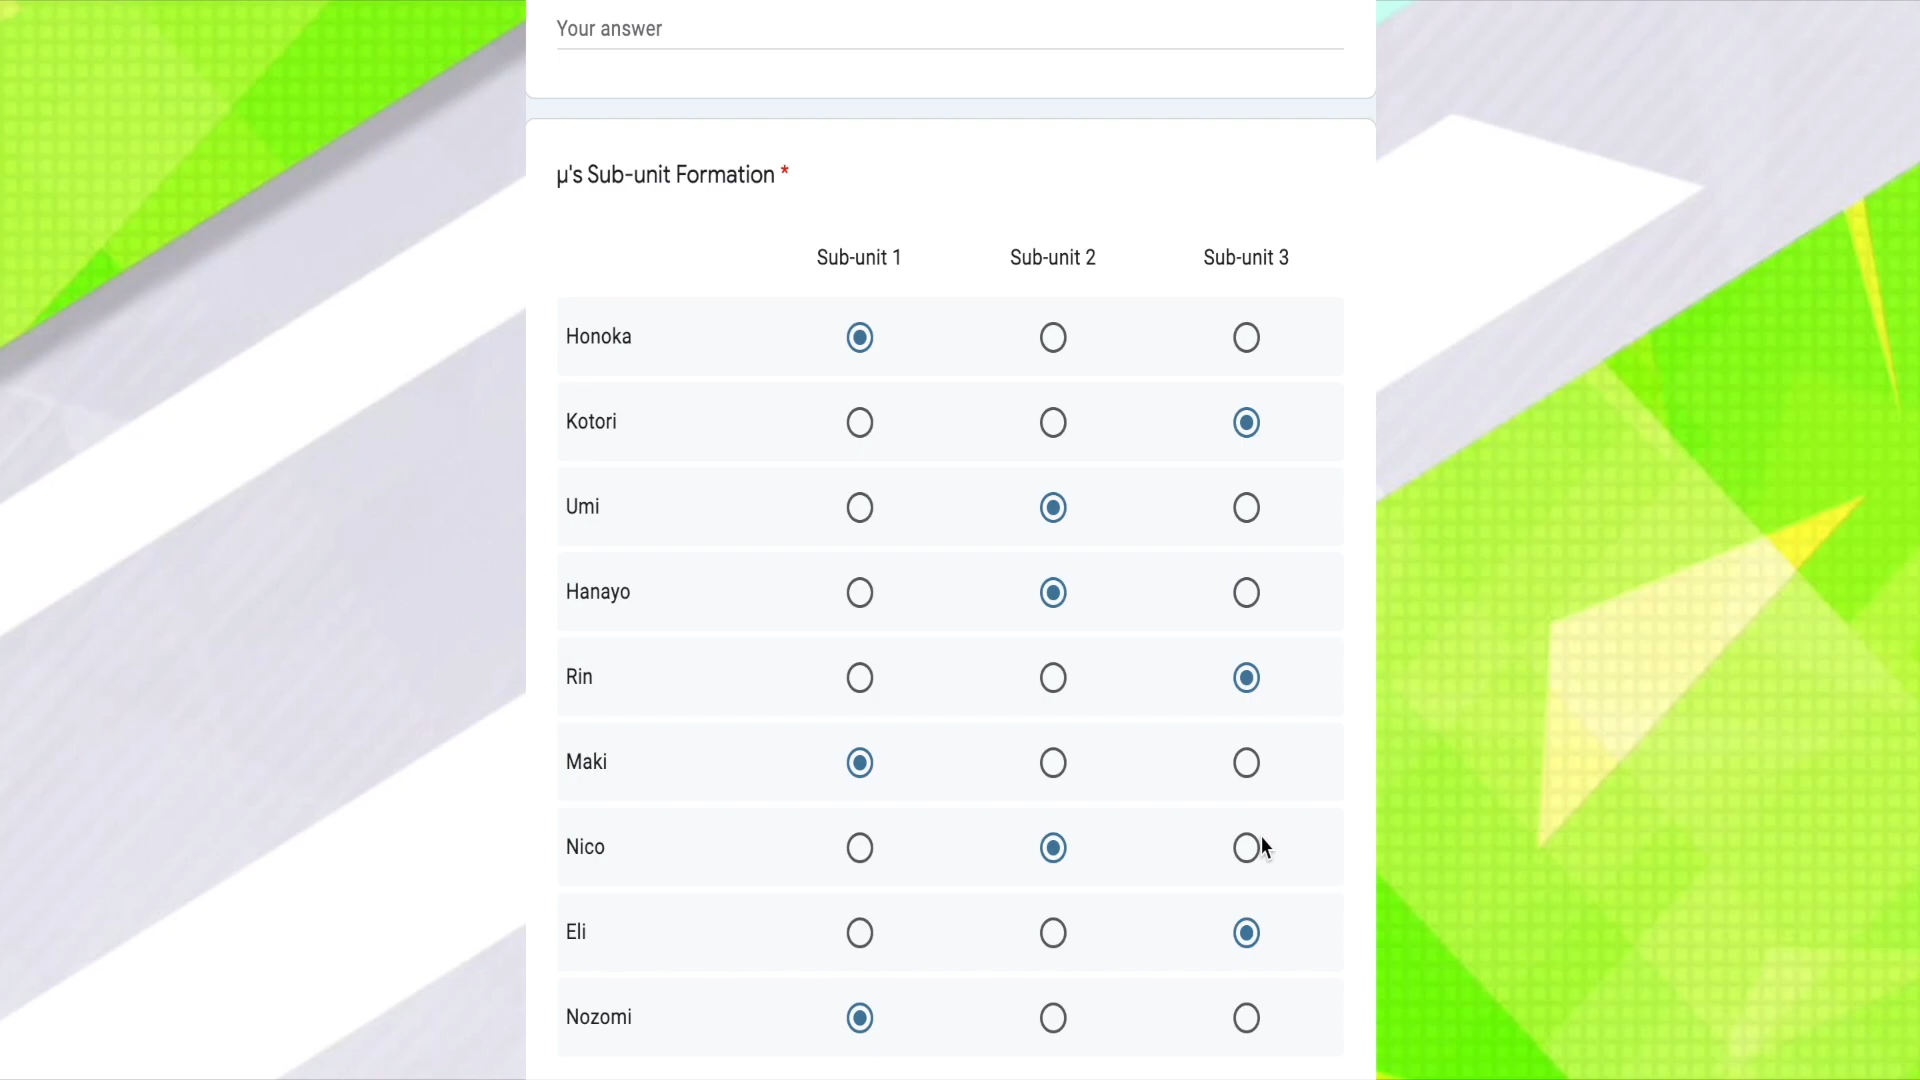 Your answer
μ's Sub-unit Formation *
Sub-unit 1 Sub-unit 2 Sub-unit 3
Honoka
Kotori
Umi
Hanayo
Rin
Maki
Nico
Eli
Nozomi